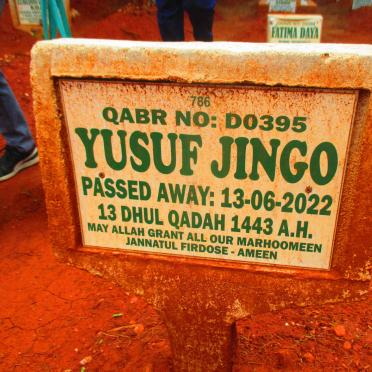 FATIMA DAYA
786
QABR NO: D0395
YUSUF JINGO
PASSED AWAY: 13-06-2022
13 DHUL QADAH 1443 A.H.
MAY ALLAH GRANT ALL OUR MARHOOMEEN
JANNATUL FIRDOSE - AMEEN